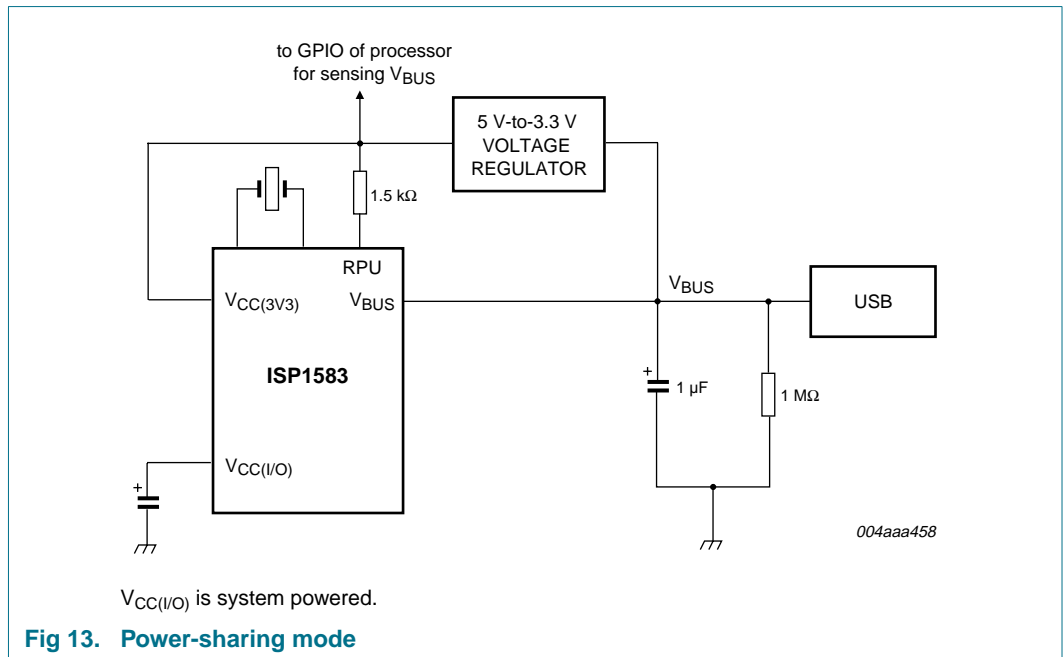 to GPIO of processor
for sensing VBUS
5 V-to-3.3 V
VOLTAGE
REGULATOR
1.5 kΩ
RPU
VCC(3V3)
VBUS
VBUS
USB
ISP1583
+
1 µF
1 MΩ
VCC(I/O)
+
004aaa458
VCC(I/O) is system powered.
Fig 13. Power-sharing mode